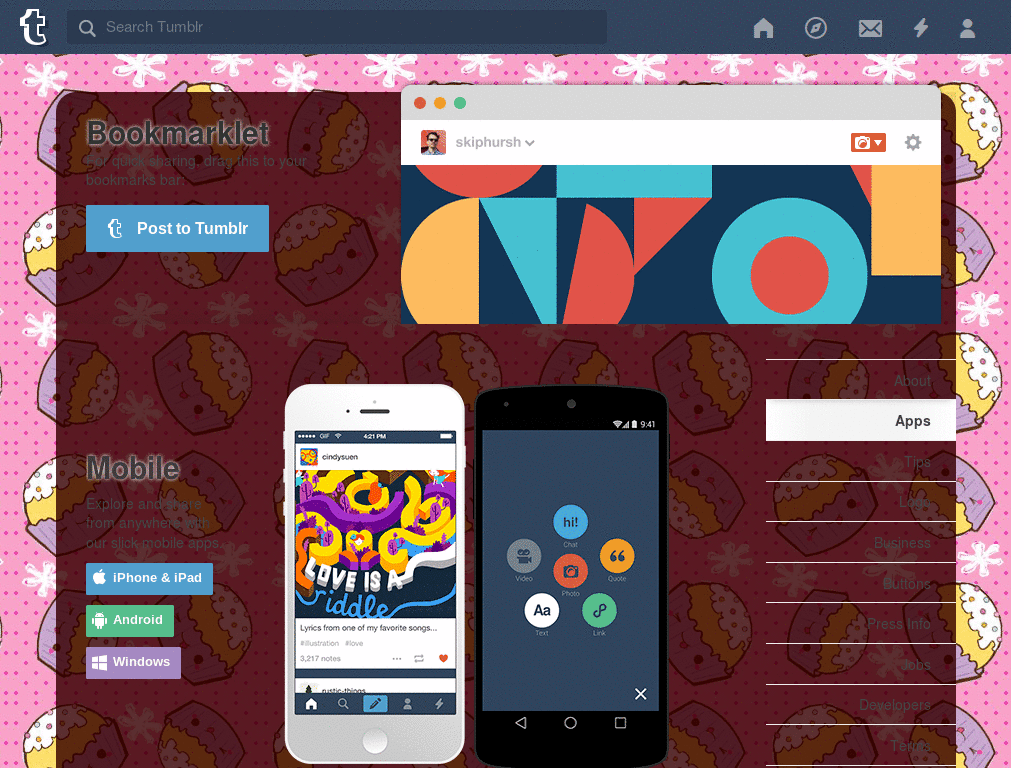 Search Tumblr
Bookmarklet
For quick sharing, drag this to your
bookmarks bar:
Post to Tumblr
skiphursh
About
Apps
Tips
Logo
Business
Buttons
Press Info
Jobs
Developers
Terms
Mobile
Explore and share
from anywhere with
our slick mobile apps.
iPhone & iPad
Android
Windows
GIF
4:21 PM
cindysuen
LOVE IS A
riddle
Lyrics from one of my favorite songs...
#illustration #love
3,217 notes
rustic-things
9:41
hi!
Chat
Video
Quote
Photo
Aa
Text
Link